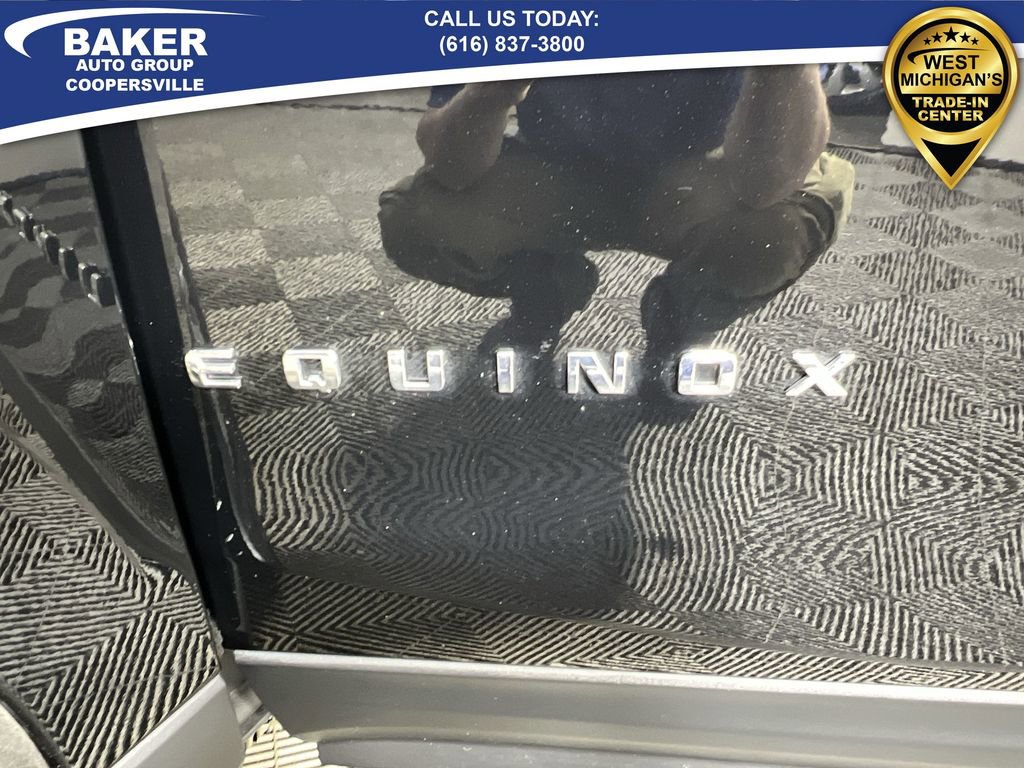 BAKER
AUTO GROUP
COOPERSVILLE
CALL US TODAY:
(616) 837-3800
WEST
MICHIGAN'S
TRADE-IN
CENTER
EQUINOX